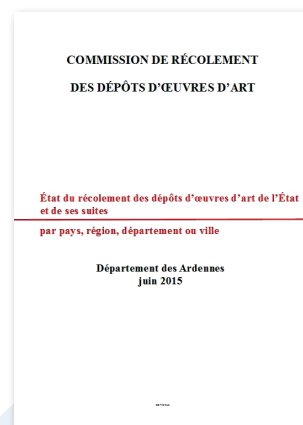 COMMISSION DE RÉCOLEMENT
DES DÉPÔTS D'ŒUVRES D'ART
État du récolement des dépôts d'œuvres d'art de l'État
et de ses suites
par pays, région, département ou ville
Département des Ardennes
juin 2015